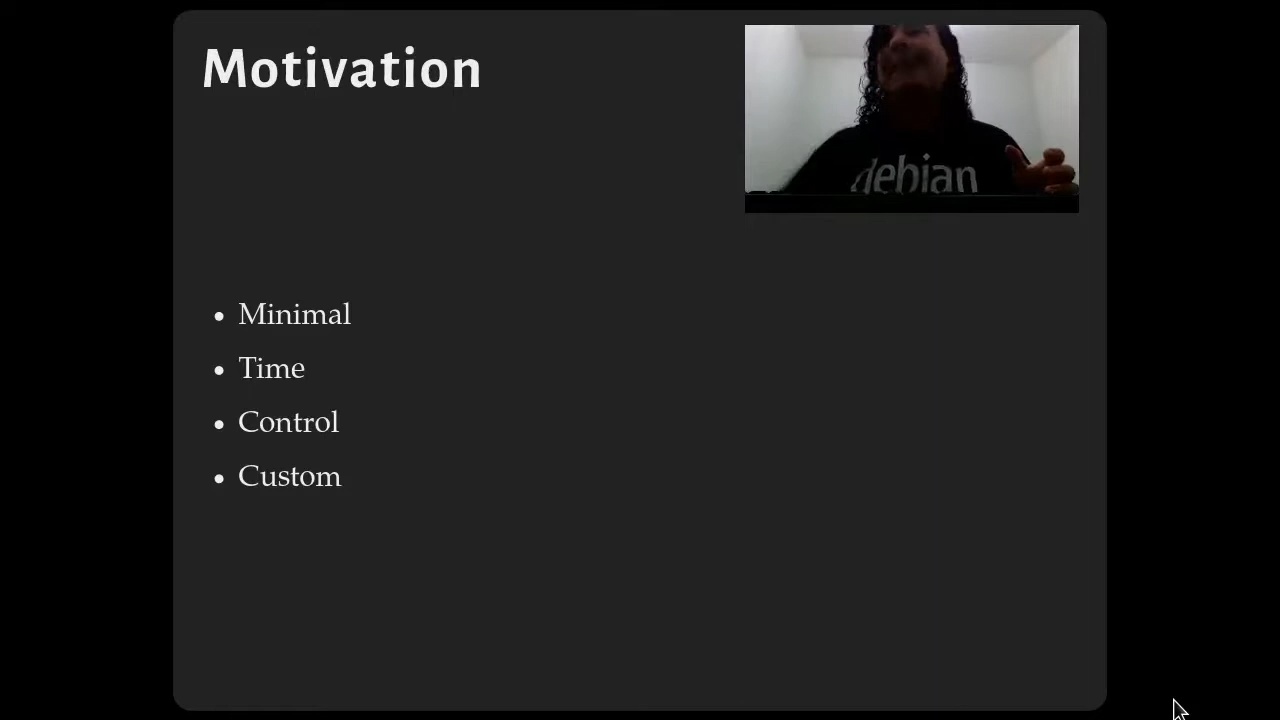 Motivation
debian
• Minimal
• Time
• Control
• Custom